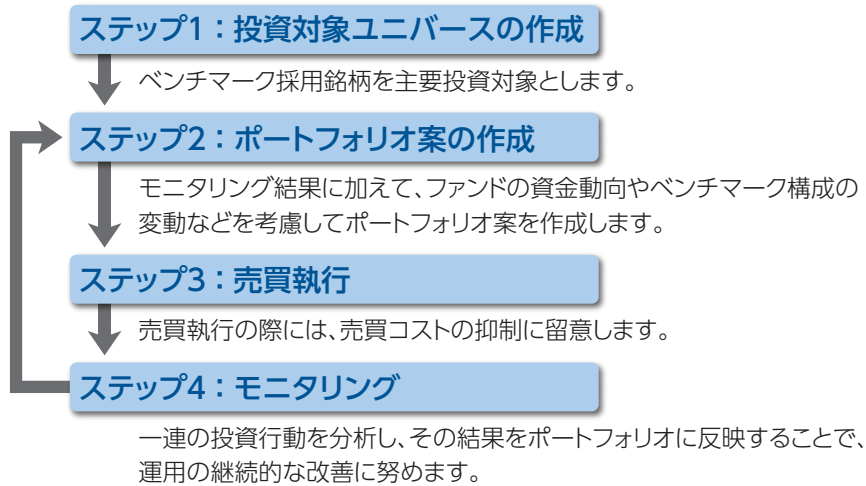 ステップ1：投資対象ユニバースの作成
ベンチマーク採用銘柄を主要投資対象とします。
ステップ2：ポートフォリオ案の作成
モニタリング結果に加えて、ファンドの資金動向やベンチマーク構成の
変動などを考慮してポートフォリオ案を作成します。
ステップ3：売買執行
売買執行の際には、売買コストの抑制に留意します。
ステップ4：モニタリング
一連の投資行動を分析し、その結果をポートフォリオに反映することで、
運用の継続的な改善に努めます。